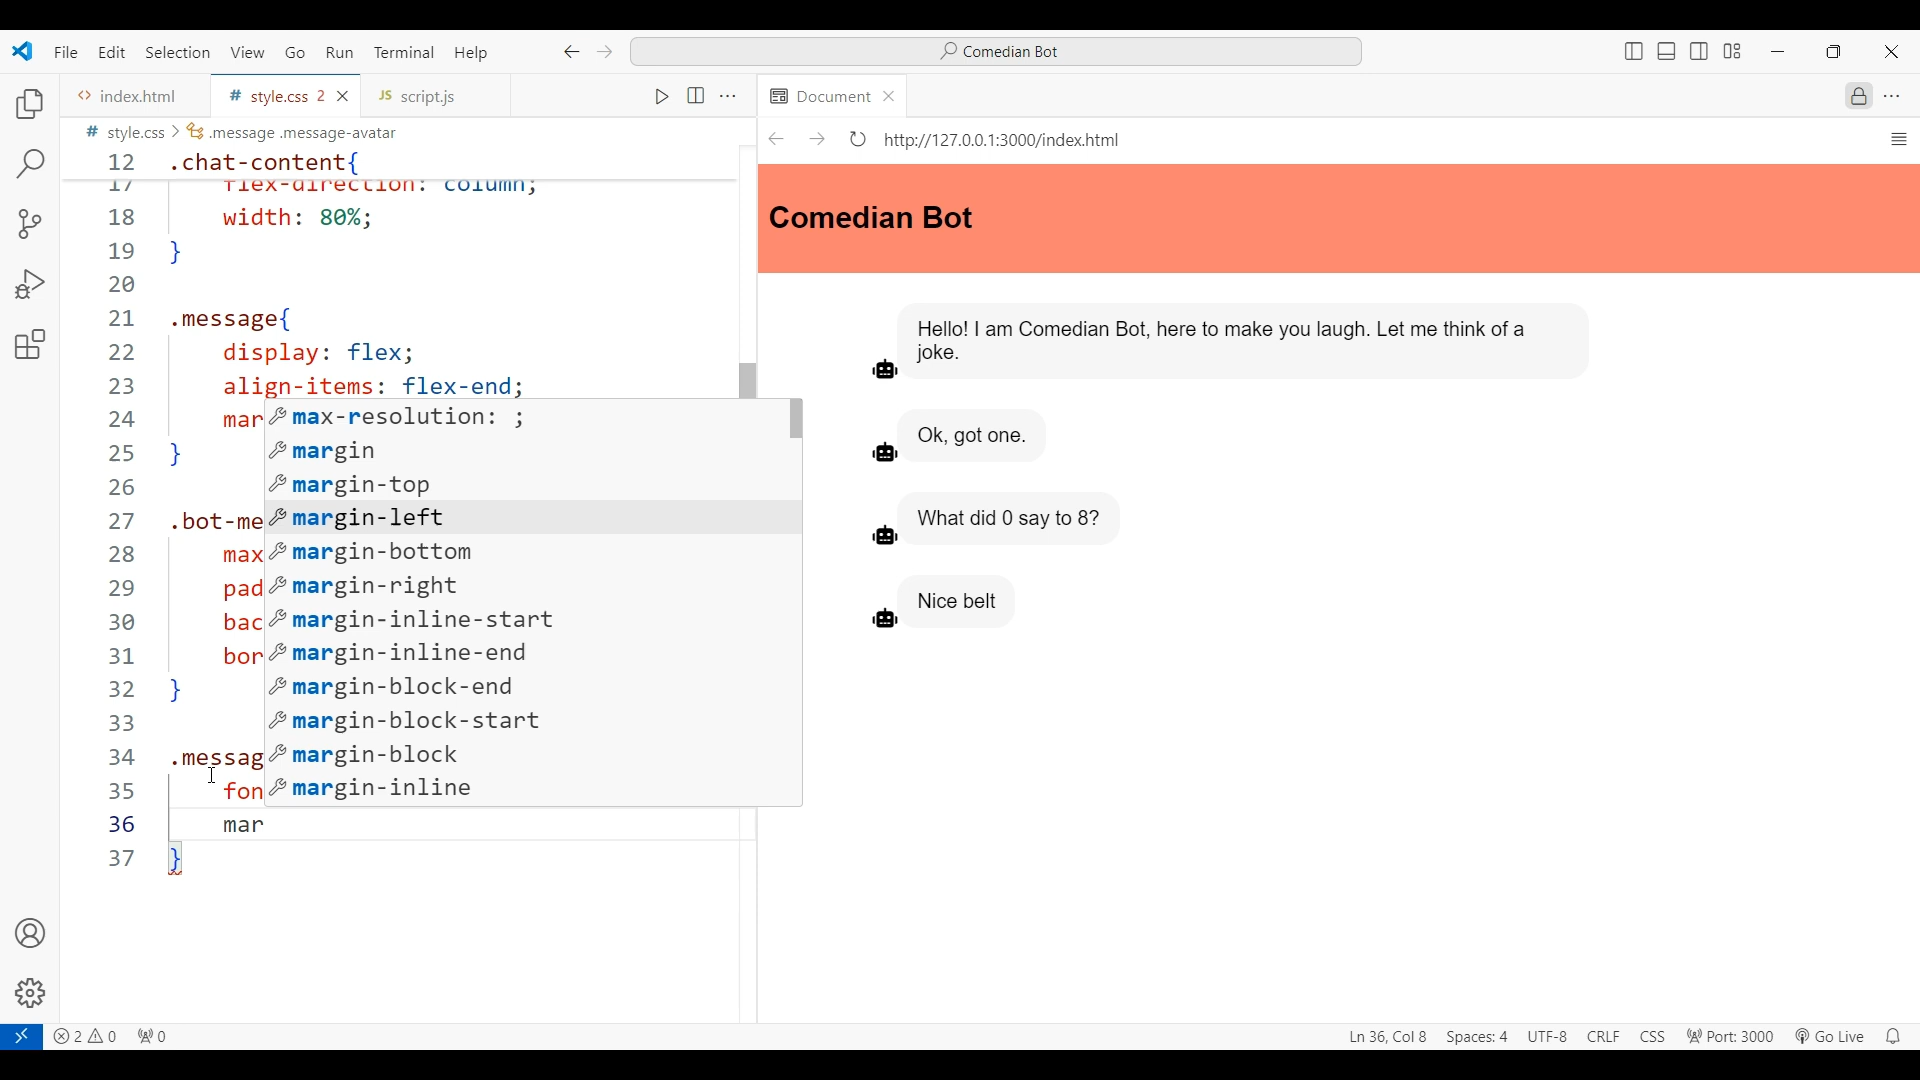 File Edit Selection View Go Run Terminal Help
Comedian Bot
index.html
style.css 2
JS script.js
Document
# style.css > .message .message-avatar
http://127.0.0.1:3000/index.html
12 .chat-content{
17 flex-direction: column;
18 width: 80%;
19 }
20
21 .message{
22 display: flex;
23 align-items: flex-end;
24 mar
25 }
26
27 .bot-me
28 max
29 pad
30 bac
31 bor
32 }
33
34 .messag
35 fon
36 mar
37 }
max-resolution: ;
margin
margin-top
margin-left
margin-bottom
margin-right
margin-inline-start
margin-inline-end
margin-block-end
margin-block-start
margin-block
margin-inline
Comedian Bot
Hello! I am Comedian Bot, here to make you laugh. Let me think of a
joke.
Ok, got one.
What did 0 say to 8?
Nice belt
2 0 0
Ln 36, Col 8 Spaces: 4 UTF-8 CRLF CSS Port: 3000 Go Live